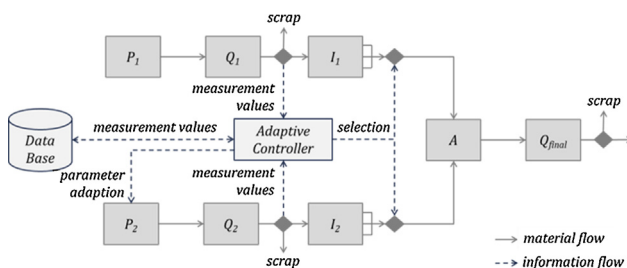 scrap
P1
Q1
I1
measurement
values
Data
Base
measurement values
Adaptive
Controller
selection
A
Qfinal
scrap
parameter
adaption
measurement
values
P2
Q2
I2
scrap
material flow
information flow